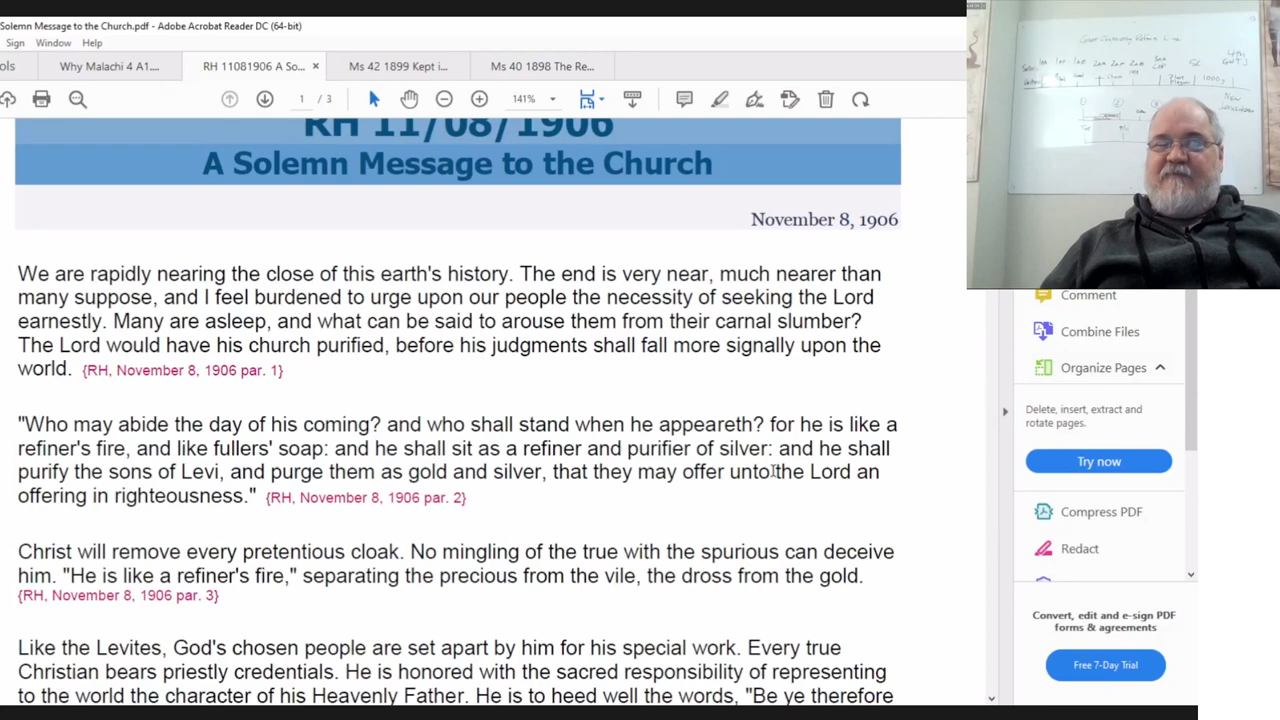 Solemn Message to the Church.pdf - Adobe Acrobat Reader DC (64-bit)
Sign Window Help
ols Why Malachi 4 A1.... RH 11081906 A So... × Ms 42 1899 Kept i... Ms 40 1898 The Re...
1 / 3 141%
RH 11/08/1906
A Solemn Message to the Church
November 8, 1906
We are rapidly nearing the close of this earth's history. The end is very near, much nearer than
many suppose, and I feel burdened to urge upon our people the necessity of seeking the Lord
earnestly. Many are asleep, and what can be said to arouse them from their carnal slumber?
The Lord would have his church purified, before his judgments shall fall more signally upon the
world. {RH, November 8, 1906 par. 1}
"Who may abide the day of his coming? and who shall stand when he appeareth? for he is like a
refiner's fire, and like fullers' soap: and he shall sit as a refiner and purifier of silver: and he shall
purify the sons of Levi, and purge them as gold and silver, that they may offer unto the Lord an
offering in righteousness." {RH, November 8, 1906 par. 2}
Christ will remove every pretentious cloak. No mingling of the true with the spurious can deceive
him. "He is like a refiner's fire," separating the precious from the vile, the dross from the gold.
{RH, November 8, 1906 par. 3}
Like the Levites, God's chosen people are set apart by him for his special work. Every true
Christian bears priestly credentials. He is honored with the sacred responsibility of representing
to the world the character of his Heavenly Father. He is to heed well the words, "Be ye therefore
Comment
Combine Files
Organize Pages
Delete, insert, extract and
rotate pages.
Try now
Compress PDF
Redact
Convert, edit and e-sign PDF
forms & agreements
Free 7-Day Trial
Line
New
Jerusalem